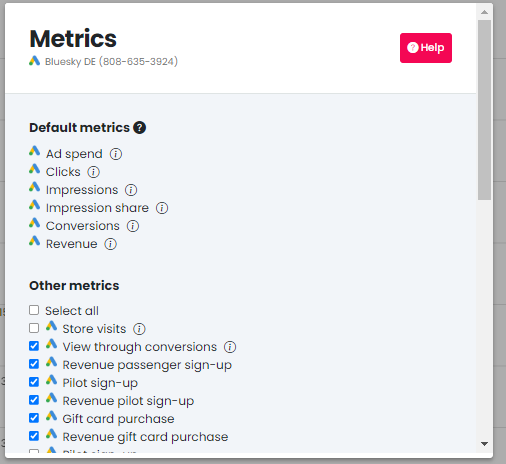 Metrics
Bluesky DE (808-635-3924)
Help
Default metrics
Ad spend
Clicks
Impressions
Impression share
Conversions
Revenue
Other metrics
Select all
Store visits
View through conversions
Revenue passenger sign-up
Pilot sign-up
Revenue pilot sign-up
Gift card purchase
Revenue gift card purchase